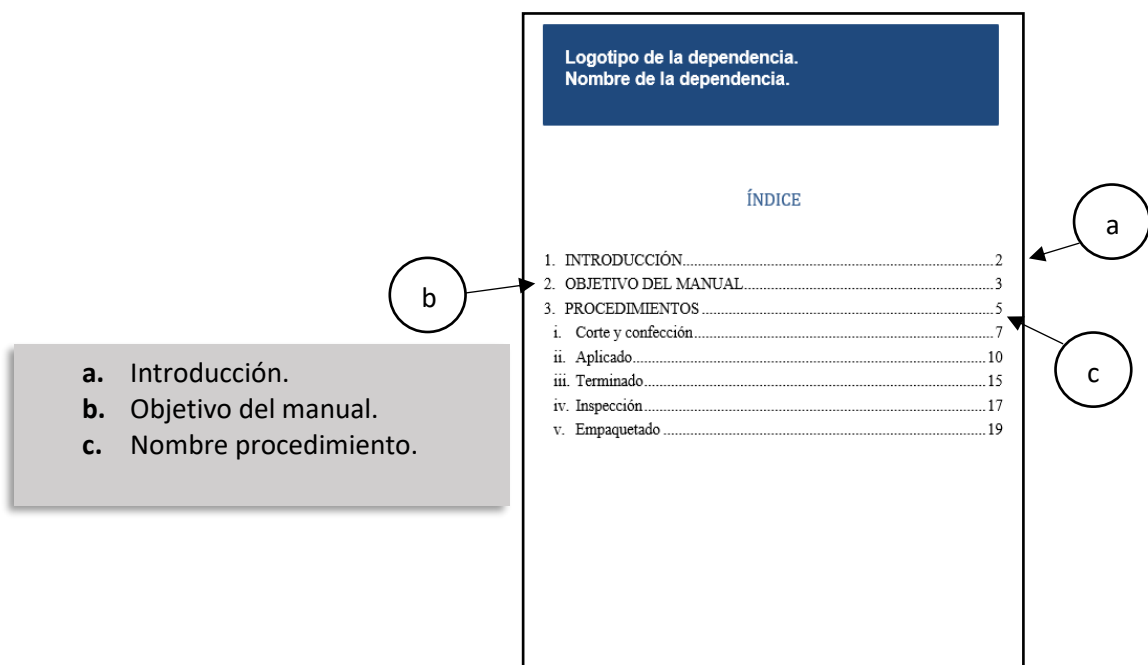 Logotipo de la dependencia.
Nombre de la dependencia.
ÍNDICE
a
1. INTRODUCCIÓN....................2
b
2. OBJETIVO DEL MANUAL....................3
3. PROCEDIMIENTOS....................5
i. Corte y confección....................7
ii. Aplicado....................10
iii. Terminado....................15
iv. Inspección....................17
v. Empaquetado....................19
c
a. Introducción.
b. Objetivo del manual.
c. Nombre procedimiento.